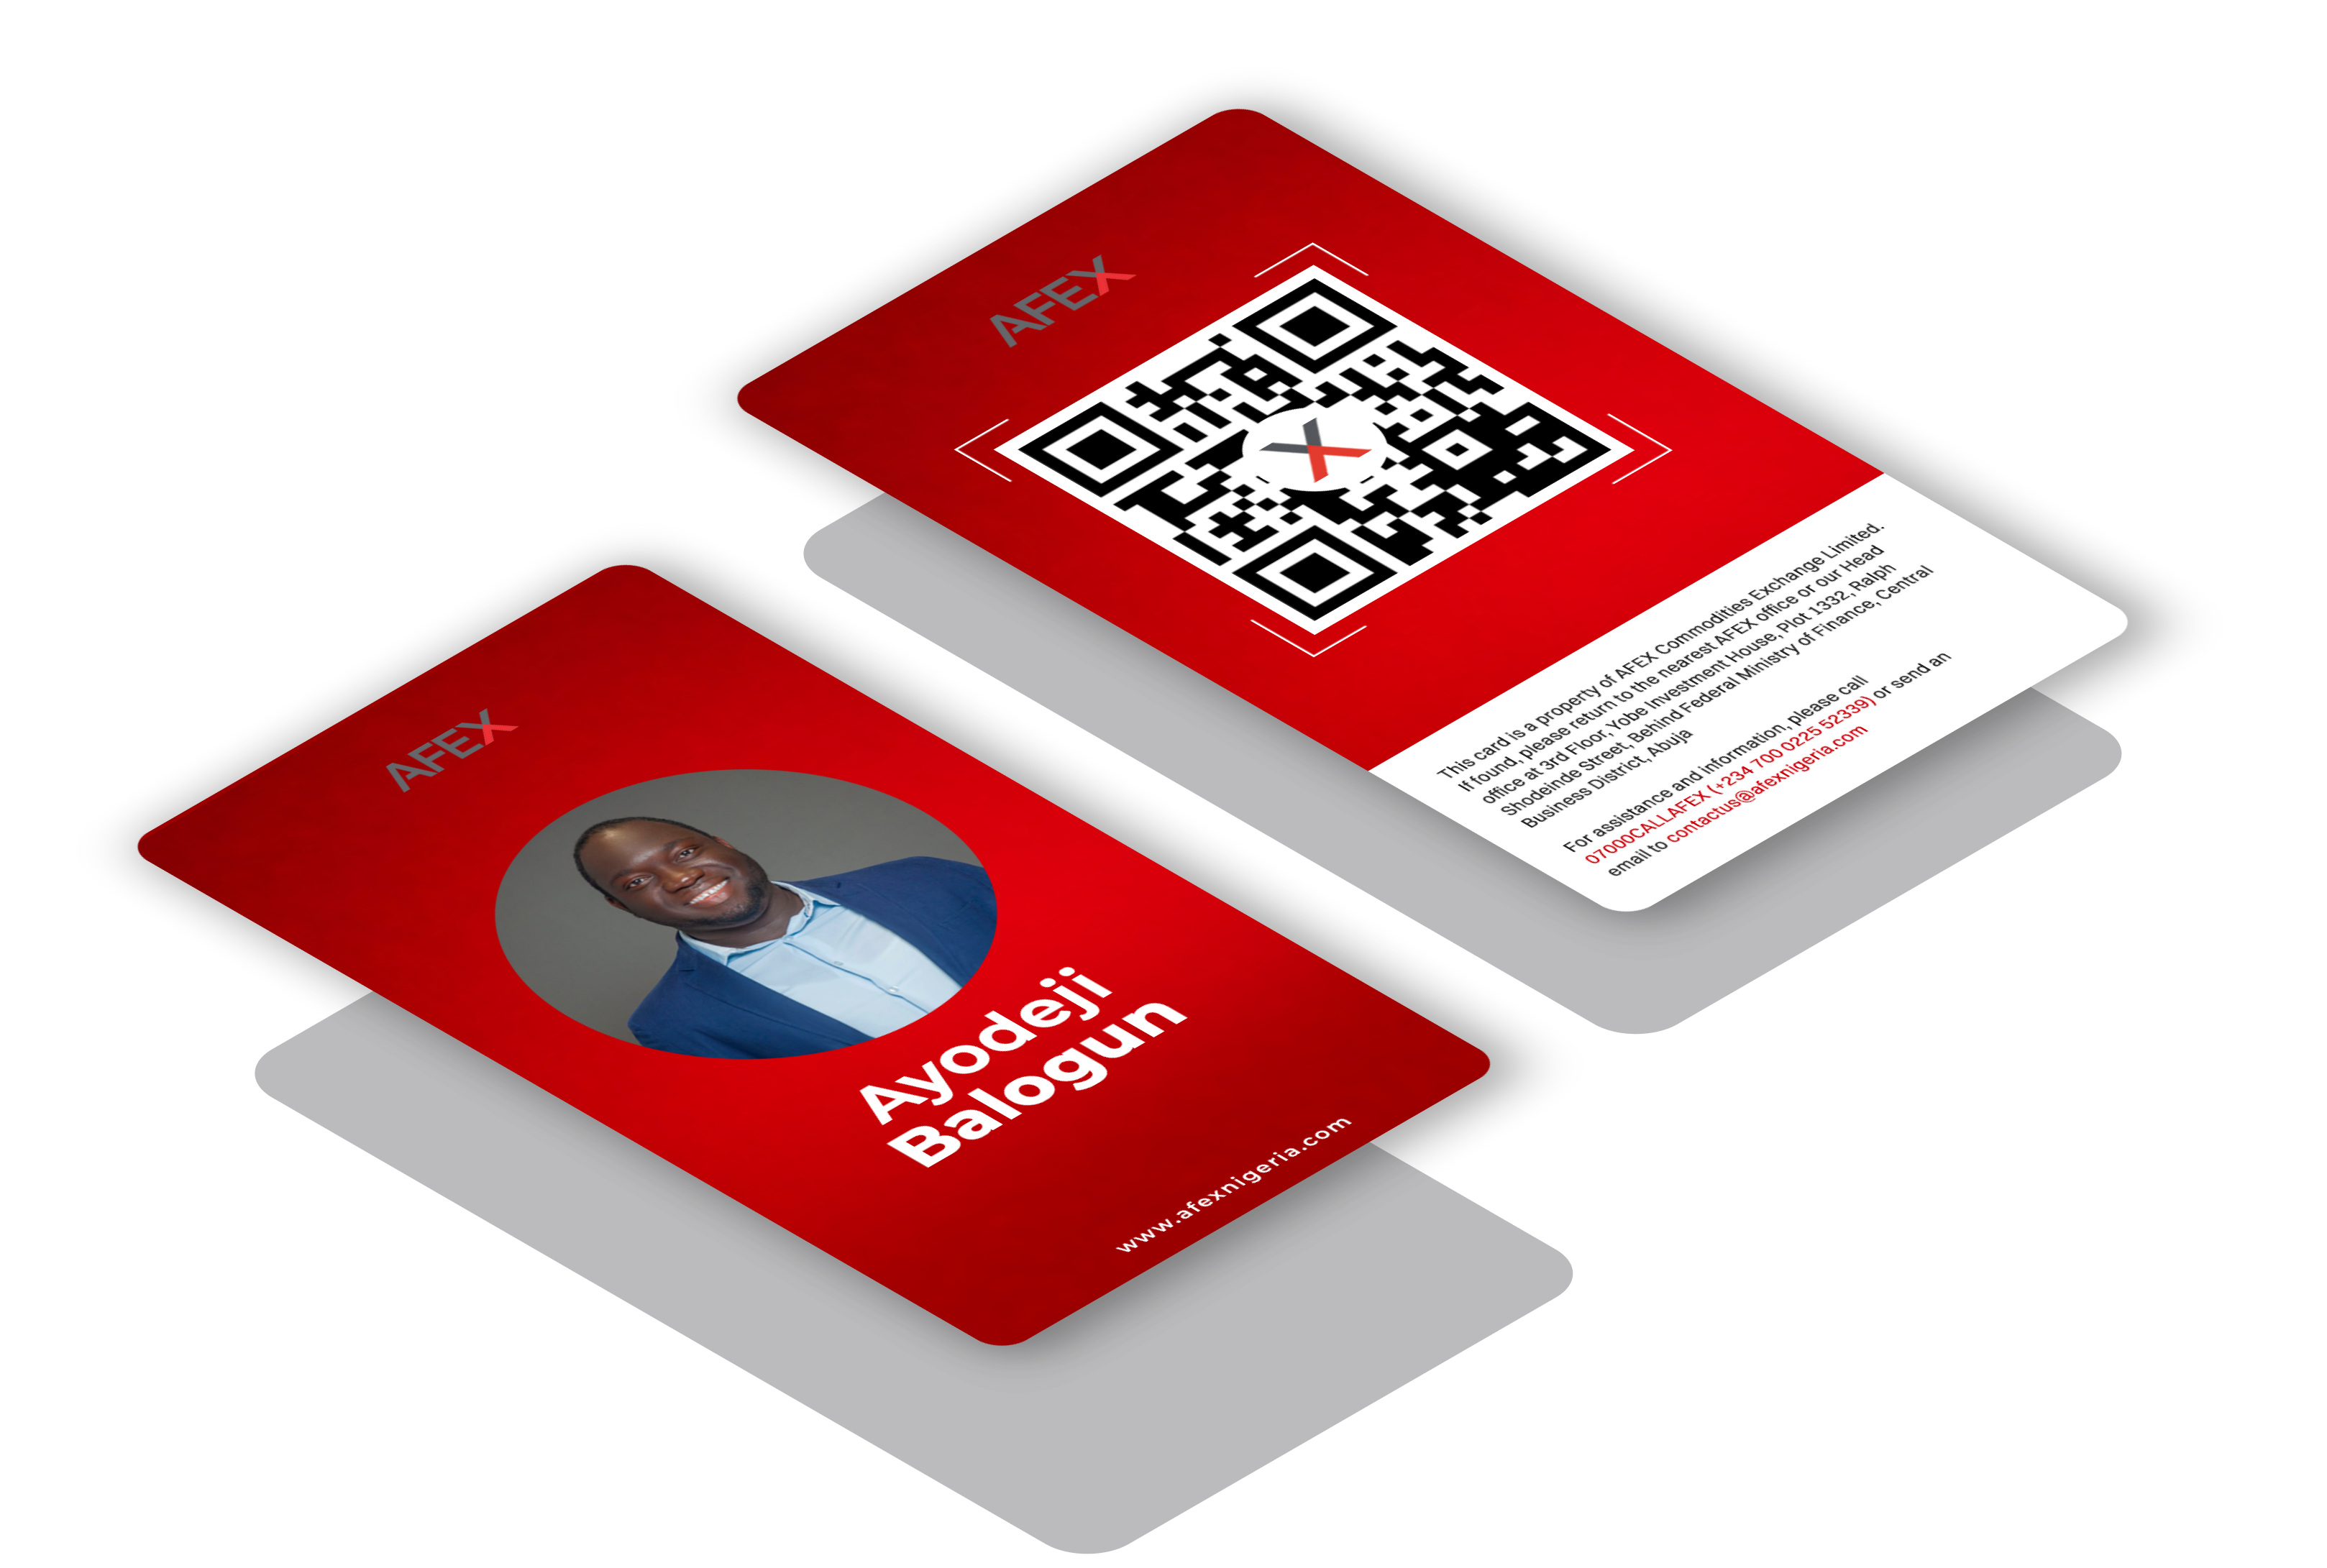 AFEX
Ayodeji
Balogun
www.afexnigeria.com
AFEX
This card is a property of AFEX Commodities Exchange Limited.
If found, please return to the nearest AFEX office or our Head
office at 3rd Floor, Yobe Investment House, Plot 1332, Ralph
Shodeinde Street, Behind Federal Ministry of Finance, Central
Business District, Abuja
For assistance and information, please call
07000CALLAFEX (+234 700 0225 52339) or send an
email to contactus@afexnigeria.com